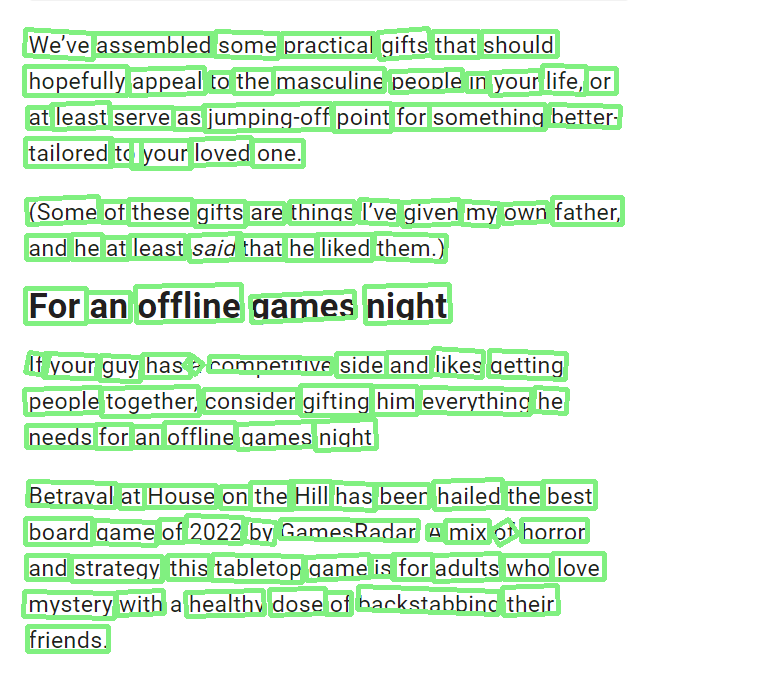 We've assembled some practical gifts that should
hopefully appeal to the masculine people in your life, or
at least serve as jumping-off point for something better-
tailored to your loved one.
(Some of these gifts are things I've given my own father,
and he at least said that he liked them.)
For an offline games night
If your guy has a competitive side and likes getting
people together, consider gifting him everything he
needs for an offline games night
Betrayal at House on the Hill has been hailed the best
board game of 2022 by GamesRadar. A mix of horror
and strategy this tabletop game is for adults who love
mystery with a healthy dose of backstabbing their
friends.